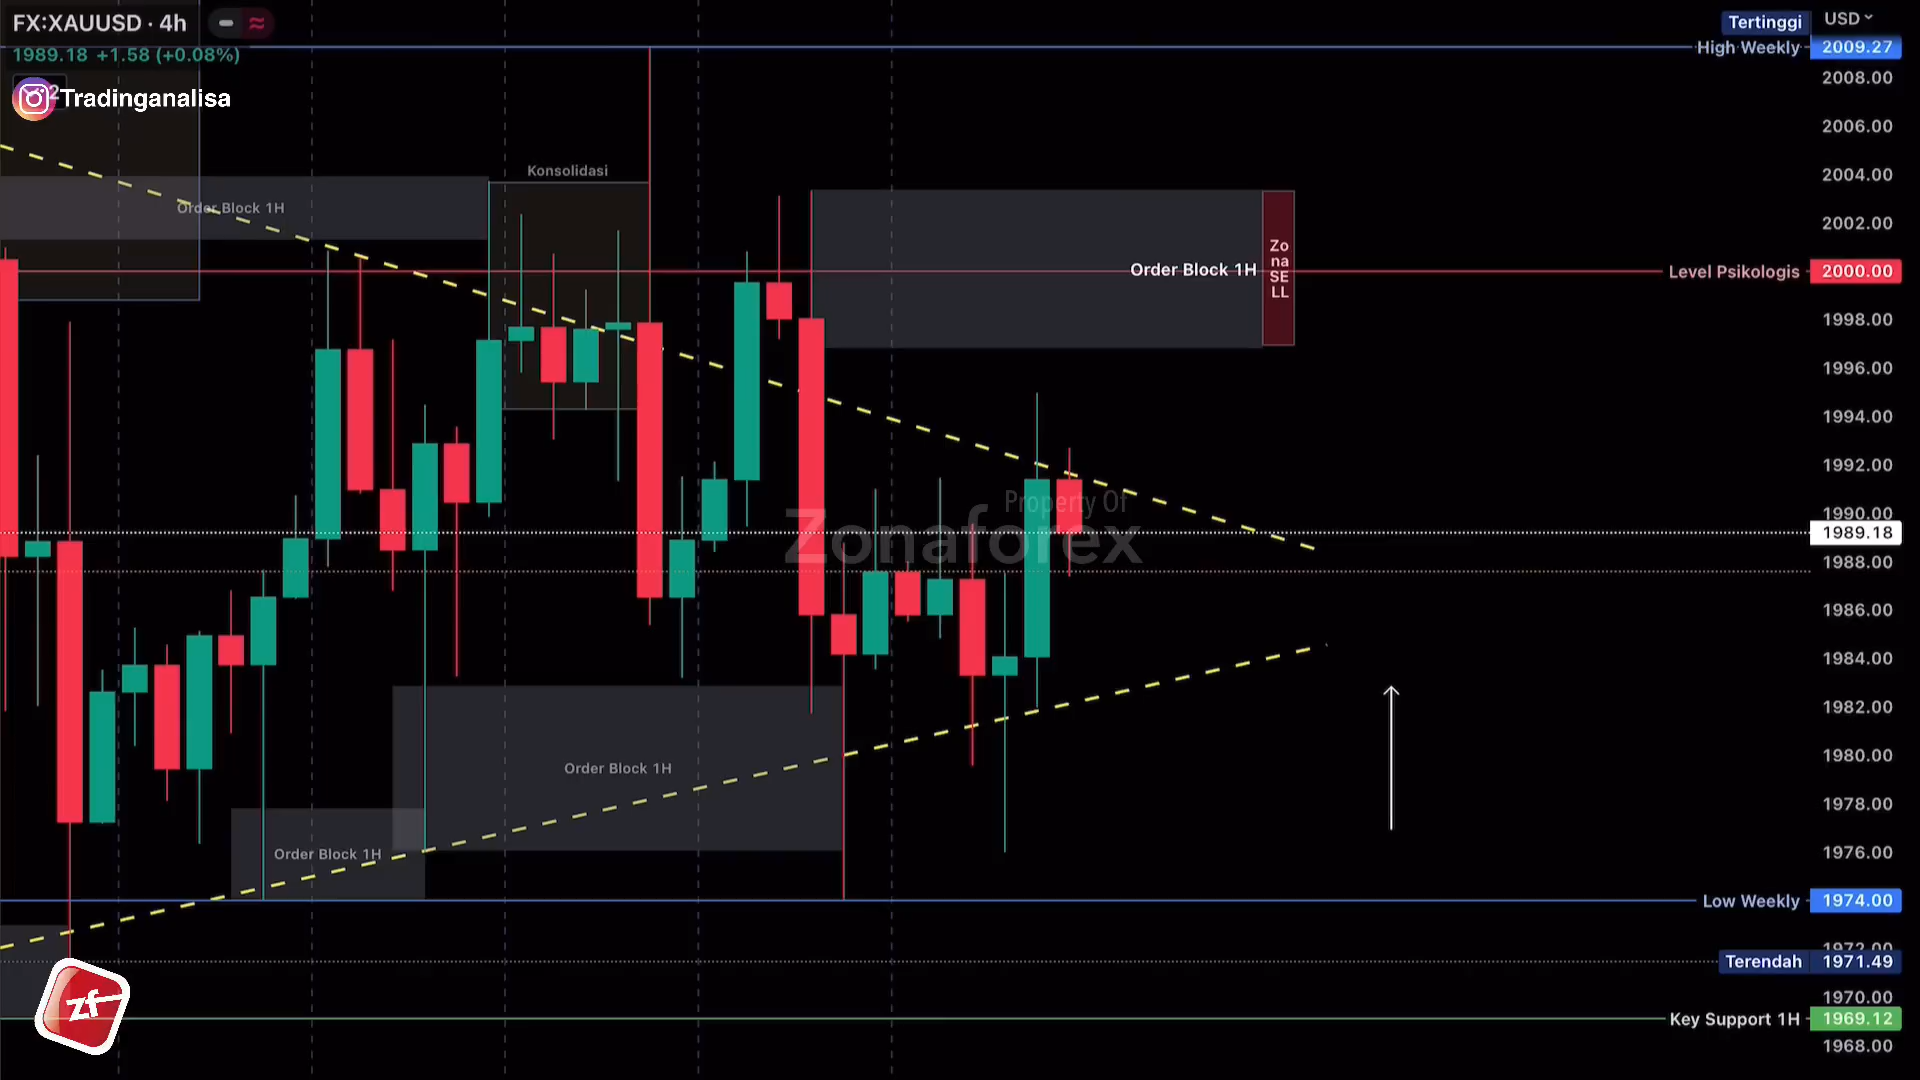 FX:XAUUSD · 4h
1989.18 +1.58 (+0.08%)
Tradinganalisa
Tertinggi
USD
High Weekly
2009.27
2008.00
2006.00
2004.00
2002.00
Level Psikologis
2000.00
1998.00
1996.00
1994.00
1992.00
1990.00
1989.18
1988.00
1986.00
1984.00
1982.00
1980.00
1978.00
1976.00
Low Weekly
1974.00
1972.00
Terendah
1971.49
1970.00
Key Support 1H
1969.12
1968.00
Konsolidasi
Order Block 1H
Order Block 1H
Zo
na
SE
LL
Property Of
Zonaforex
Order Block 1H
Order Block 1H
zf